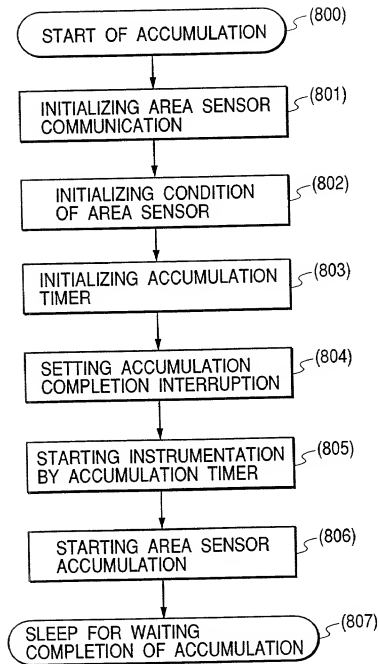 START OF ACCUMULATION
(800)
INITIALIZING AREA SENSOR
COMMUNICATION
(801)
INITIALIZING CONDITION
OF AREA SENSOR
(802)
INITIALIZING ACCUMULATION
TIMER
(803)
SETTING ACCUMULATION
COMPLETION INTERRUPTION
(804)
STARTING INSTRUMENTATION
BY ACCUMULATION TIMER
(805)
STARTING AREA SENSOR
ACCUMULATION
(806)
SLEEP FOR WAITING
COMPLETION OF ACCUMULATION
(807)